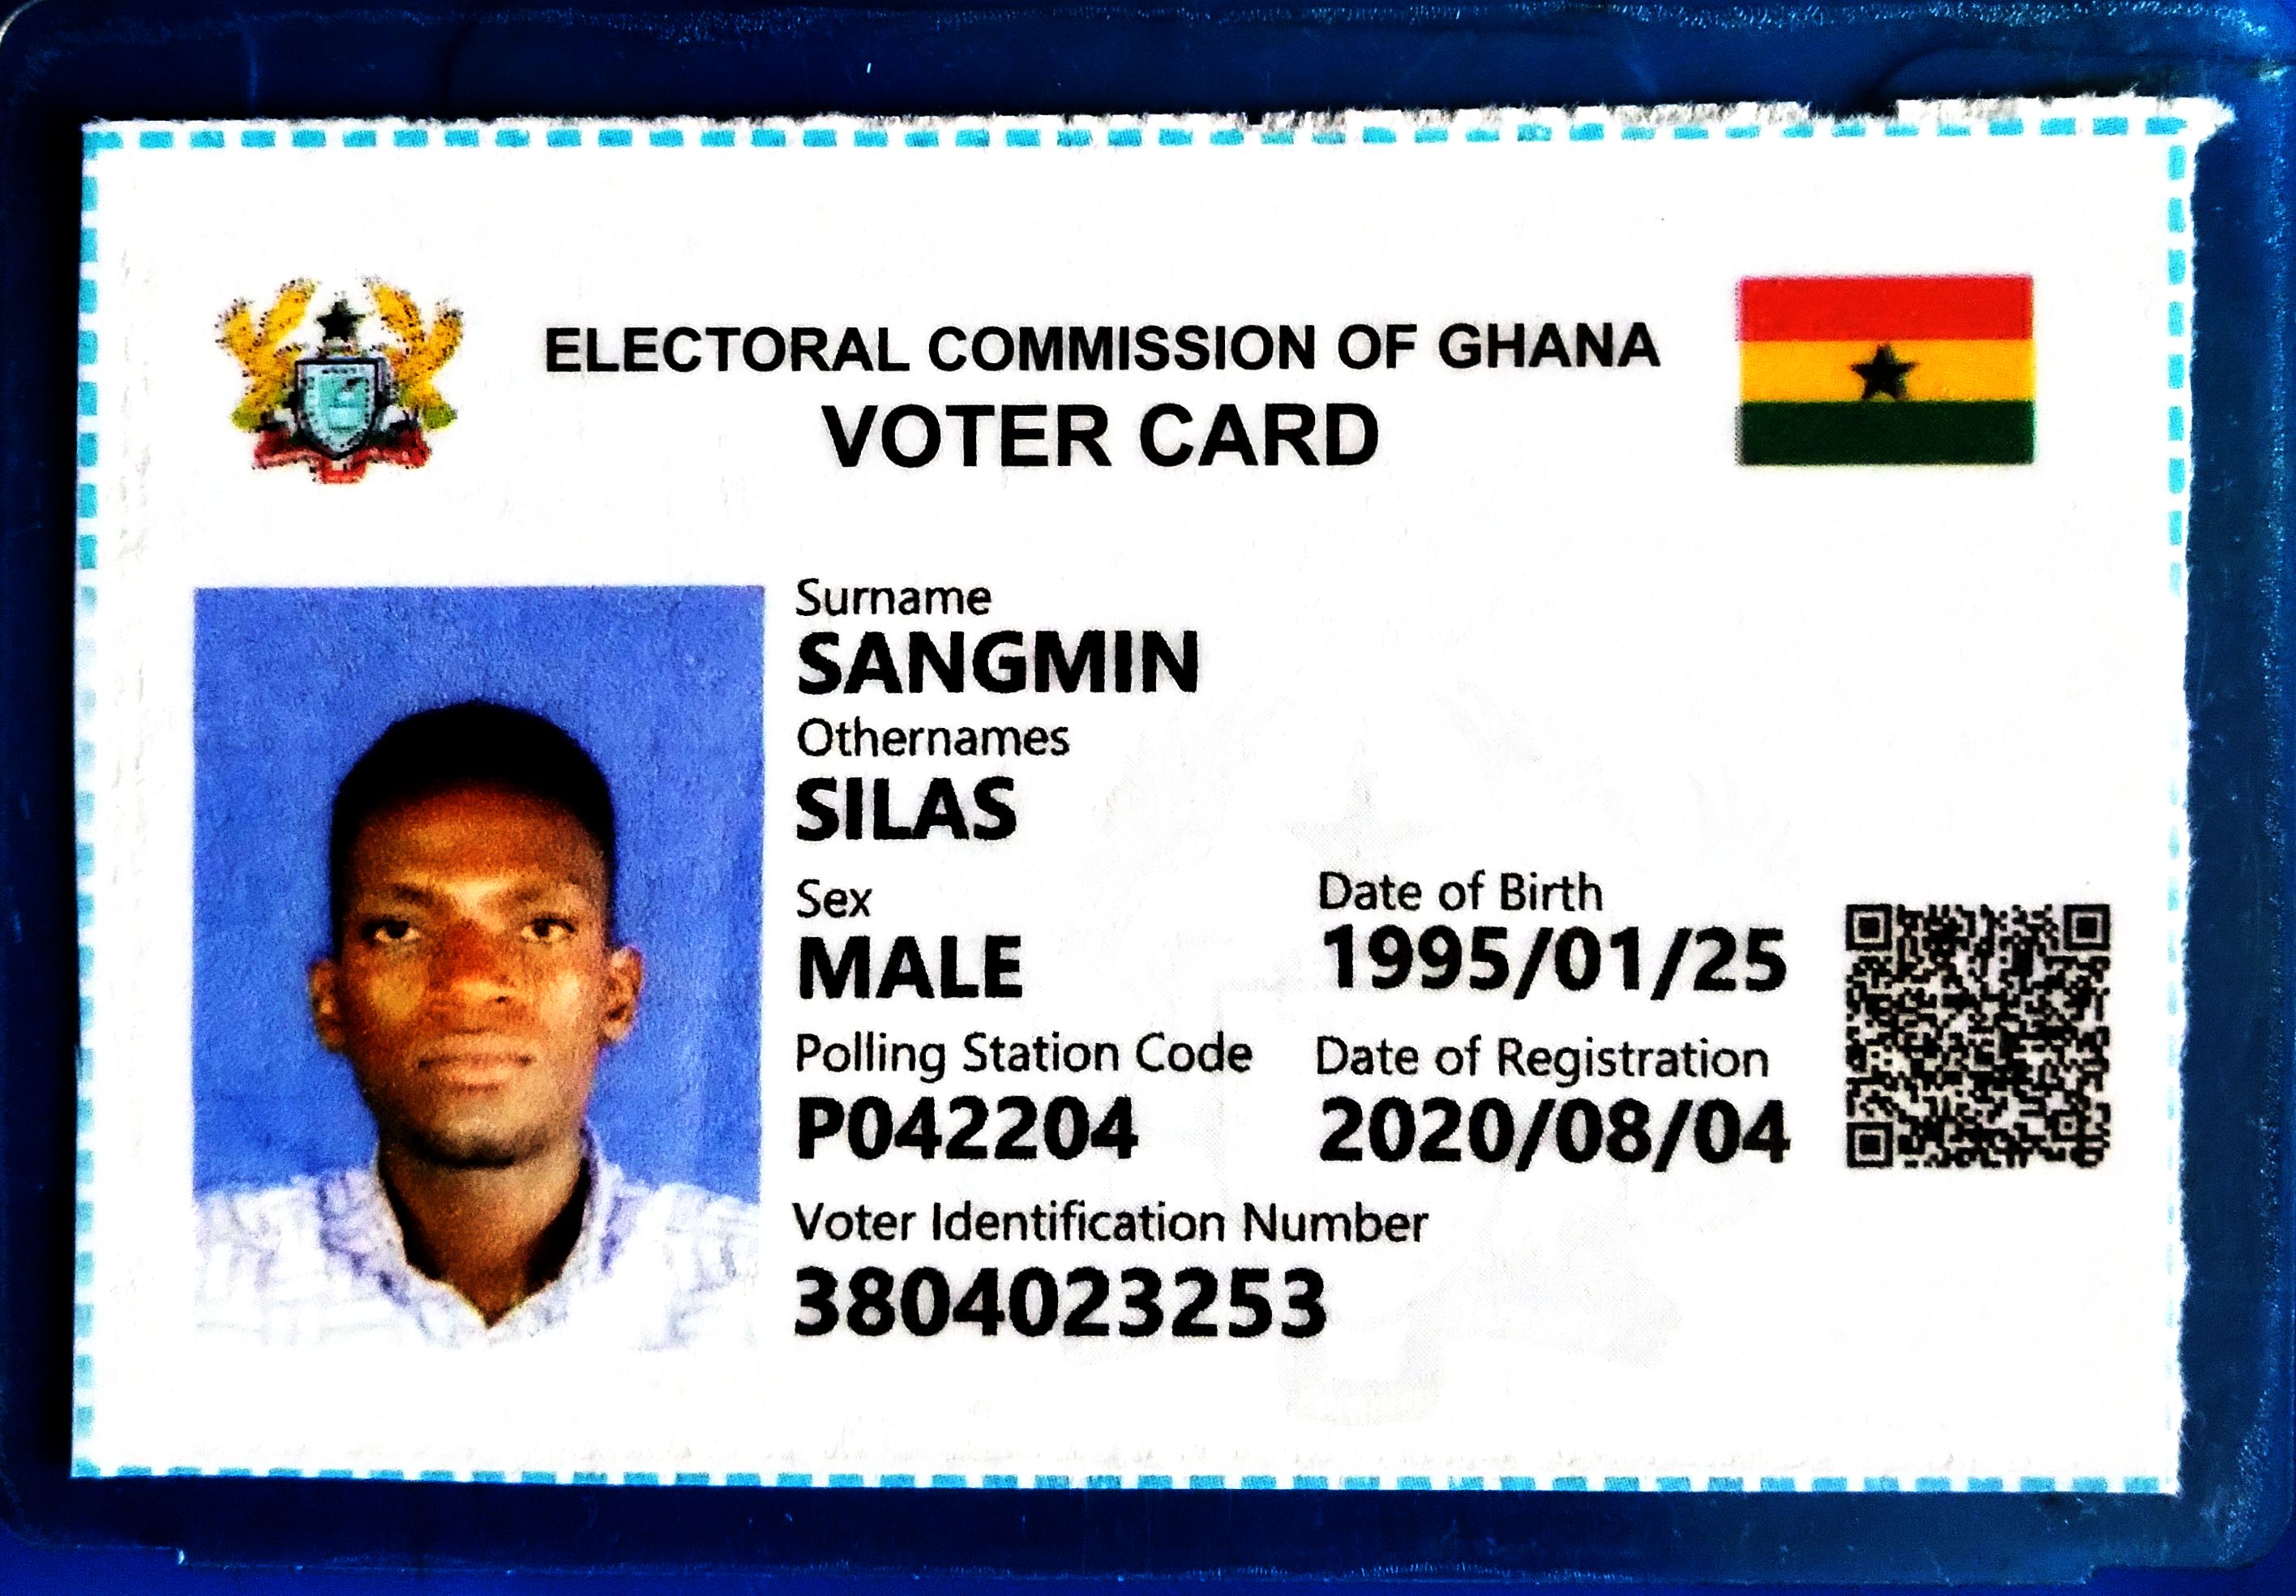 ELECTORAL COMMISSION OF GHANA
VOTER CARD
Surname
SANGMIN
Othernames
SILAS
Sex
MALE
Date of Birth
1995/01/25
Polling Station Code
P042204
Date of Registration
2020/08/04
Voter Identification Number
3804023253